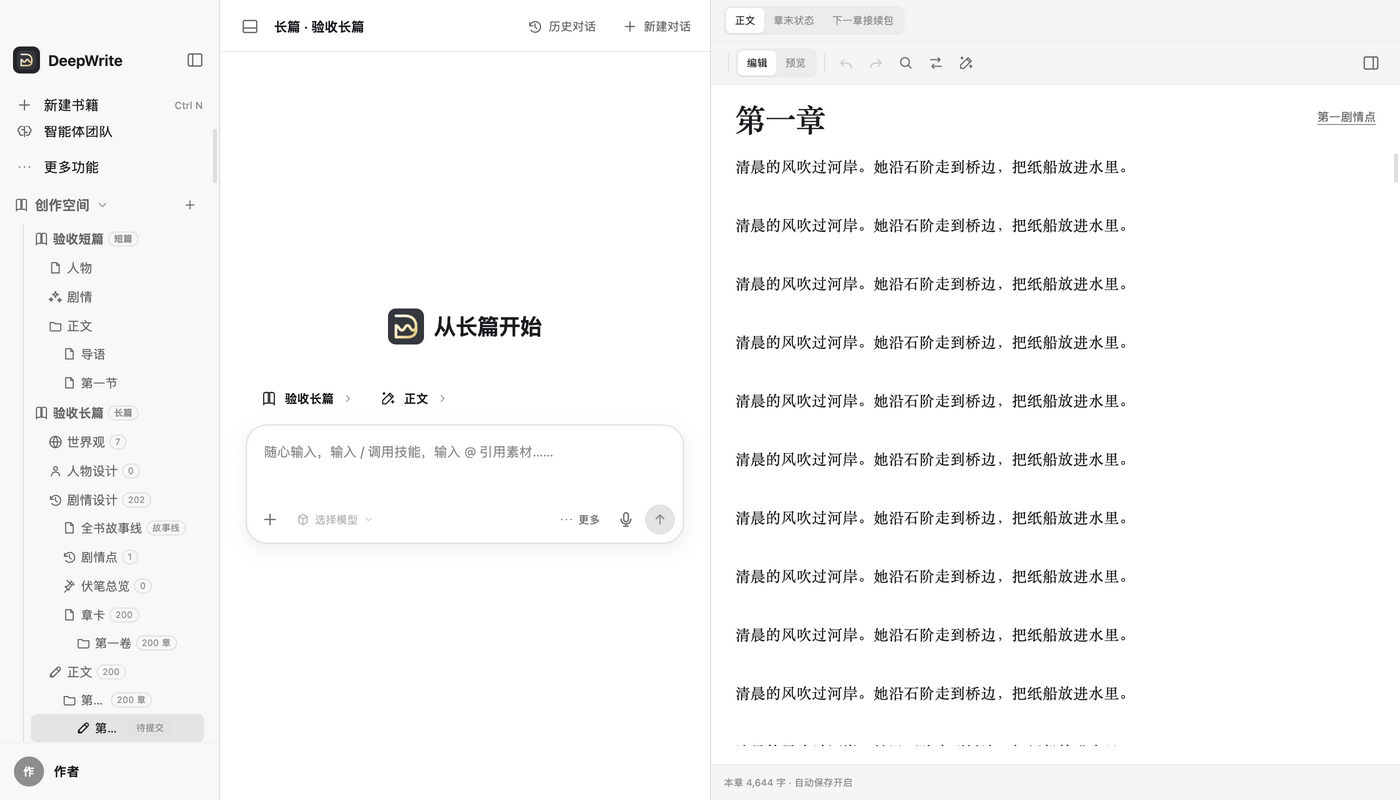 DeepWrite
新建书籍 Ctrl N
智能体团队
··· 更多功能
创作空间
验收短篇 短篇
人物
剧情
正文
导语
第一节
验收长篇 长篇
世界观 7
人物设计 0
剧情设计 202
全书故事线 故事线
剧情点 1
伏笔总览 0
章卡 200
第一卷 200 章
正文 200
第... 200 章
第... 待提交
作 作者
长篇 · 验收长篇 历史对话 新建对话
从长篇开始
验收长篇 正文
随心输入，输入 / 调用技能，输入 @ 引用素材......
选择模型 ··· 更多
正文 章末状态 下一章接续包
编辑 预览
第一章 第一剧情点
清晨的风吹过河岸。她沿石阶走到桥边，把纸船放进水里。
清晨的风吹过河岸。她沿石阶走到桥边，把纸船放进水里。
清晨的风吹过河岸。她沿石阶走到桥边，把纸船放进水里。
清晨的风吹过河岸。她沿石阶走到桥边，把纸船放进水里。
清晨的风吹过河岸。她沿石阶走到桥边，把纸船放进水里。
清晨的风吹过河岸。她沿石阶走到桥边，把纸船放进水里。
清晨的风吹过河岸。她沿石阶走到桥边，把纸船放进水里。
清晨的风吹过河岸。她沿石阶走到桥边，把纸船放进水里。
清晨的风吹过河岸。她沿石阶走到桥边，把纸船放进水里。
清晨的风吹过河岸。她沿石阶走到桥边，把纸船放进水里。
本章 4,644 字 · 自动保存开启